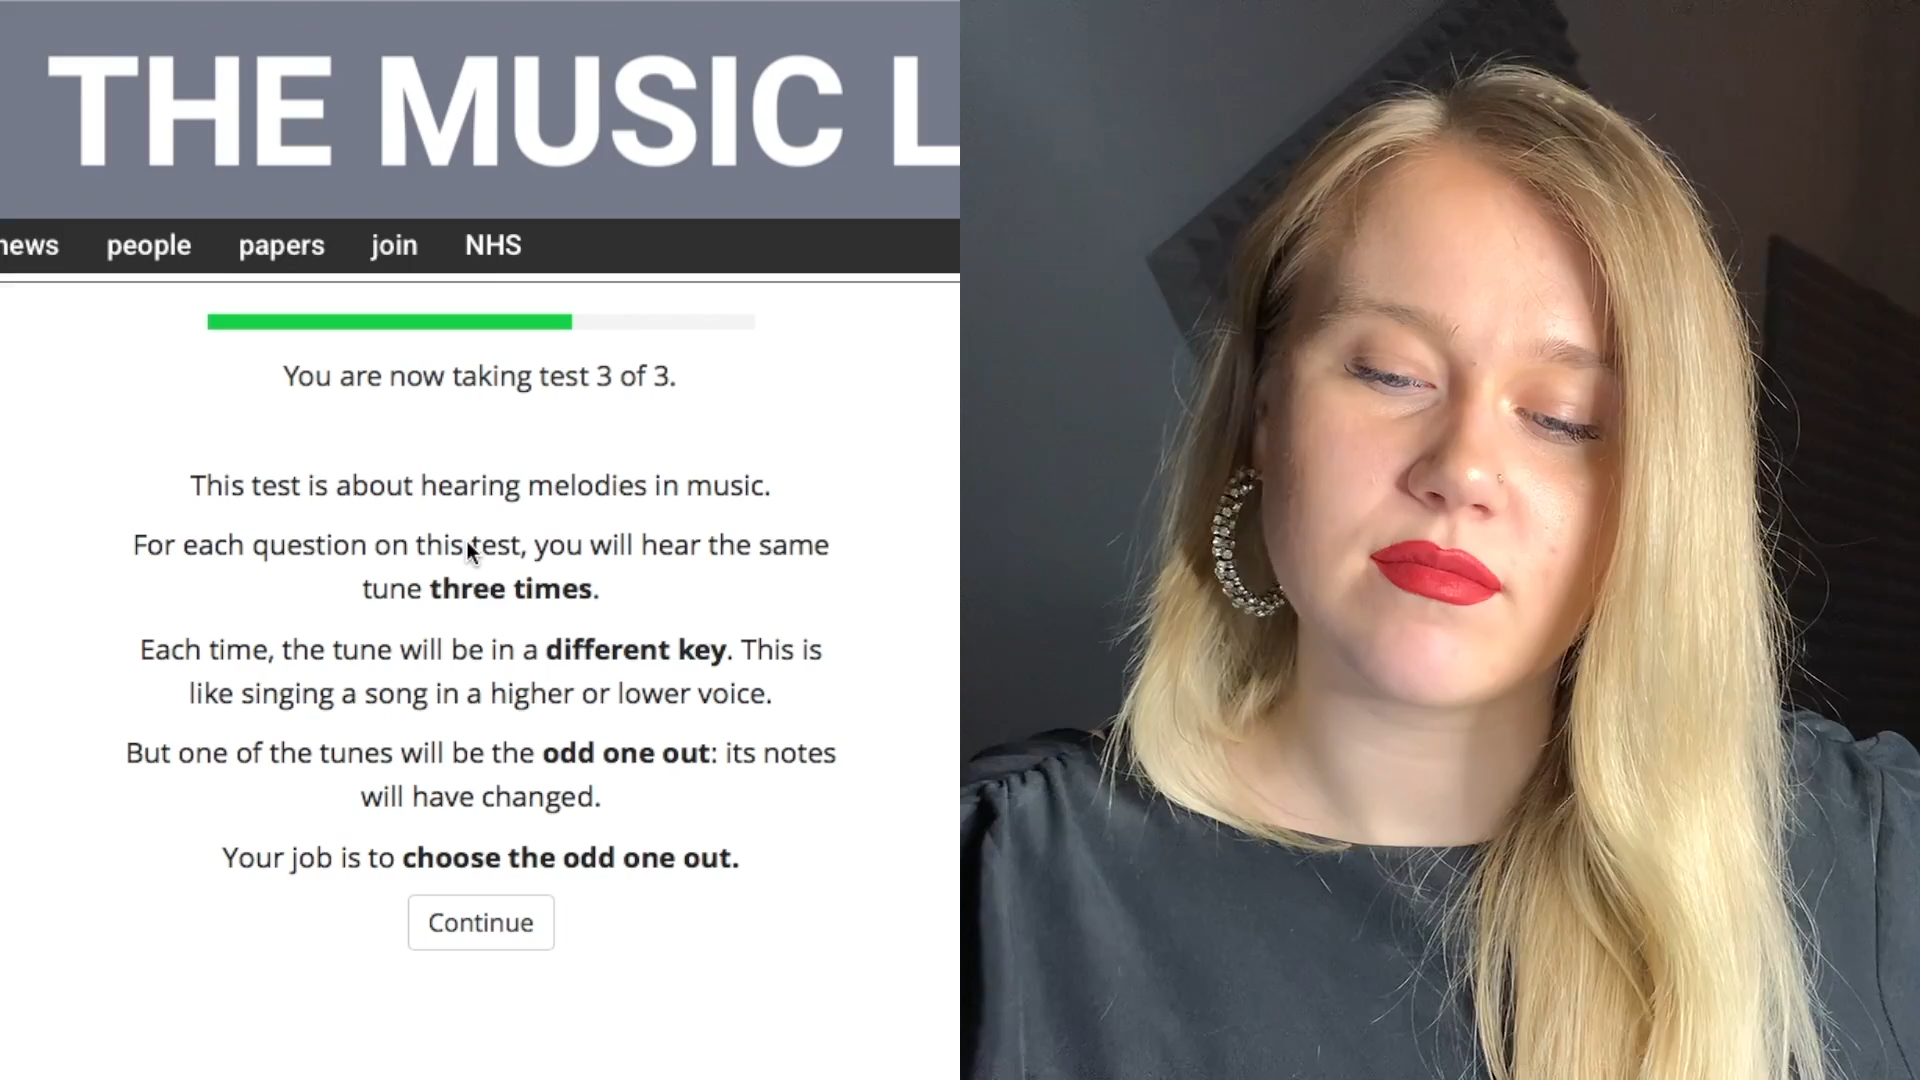 THE MUSIC L
news people papers join NHS
You are now taking test 3 of 3.
This test is about hearing melodies in music.
For each question on this test, you will hear the same
tune three times.
Each time, the tune will be in a different key. This is
like singing a song in a higher or lower voice.
But one of the tunes will be the odd one out: its notes
will have changed.
Your job is to choose the odd one out.
Continue